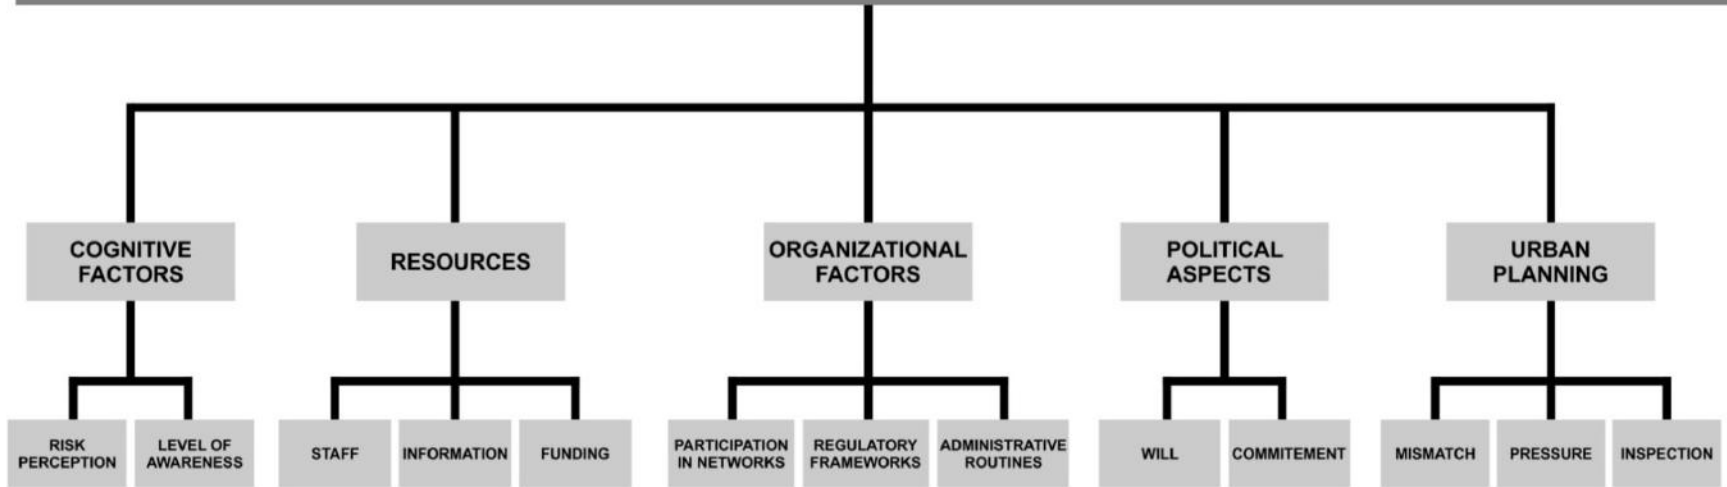 COGNITIVE
FACTORS
RESOURCES
ORGANIZATIONAL
FACTORS
POLITICAL
ASPECTS
URBAN
PLANNING
RISK
PERCEPTION
LEVEL OF
AWARENESS
STAFF
INFORMATION
FUNDING
PARTICIPATION
IN NETWORKS
REGULATORY
FRAMEWORKS
ADMINISTRATIVE
ROUTINES
WILL
COMMITEMENT
MISMATCH
PRESSURE
INSPECTION